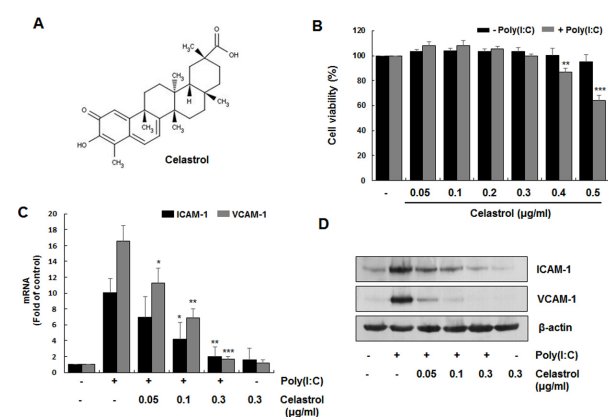 A
CH₃
O
OH
CH₃
H
CH₃
O
CH₃
CH₃
HO
CH₃
Celastrol
B
- Poly(I:C) + Poly(I:C)
Cell viability (%)
120
100
80
60
40
20
0
**
***
- 0.05 0.1 0.2 0.3 0.4 0.5
Celastrol (μg/ml)
C
ICAM-1 VCAM-1
mRNA
(Fold of control)
20
18
16
14
12
10
8
6
4
2
0
*
* **
** ***
- + + + + - Poly(I:C)
- - 0.05 0.1 0.3 0.3 Celastrol
(μg/ml)
D
ICAM-1
VCAM-1
β-actin
- + + + + - Poly(I:C)
- - 0.05 0.1 0.3 0.3 Celastrol
(μg/ml)